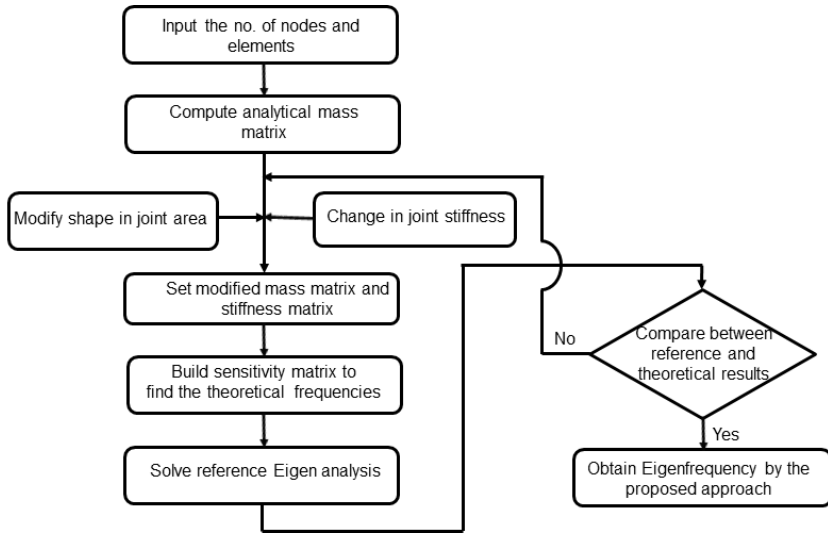 Input the no. of nodes and
elements
Compute analytical mass
matrix
Modify shape in joint area
Change in joint stiffness
Set modified mass matrix and
stiffness matrix
Build sensitivity matrix to
find the theoretical frequencies
Solve reference Eigen analysis
Compare between
reference and
theoretical results
No
Yes
Obtain Eigenfrequency by the
proposed approach